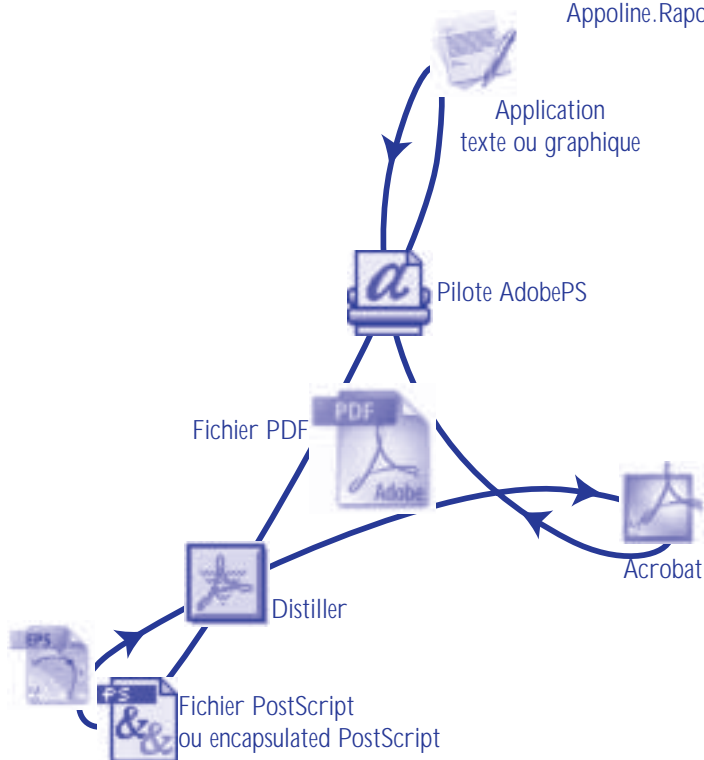 Appoline.Rapo
Application
texte ou graphique
a
Pilote AdobePS
PDF
Fichier PDF
Adobe
Acrobat
Distiller
EPS
PS
&&
Fichier PostScript
ou encapsulated PostScript